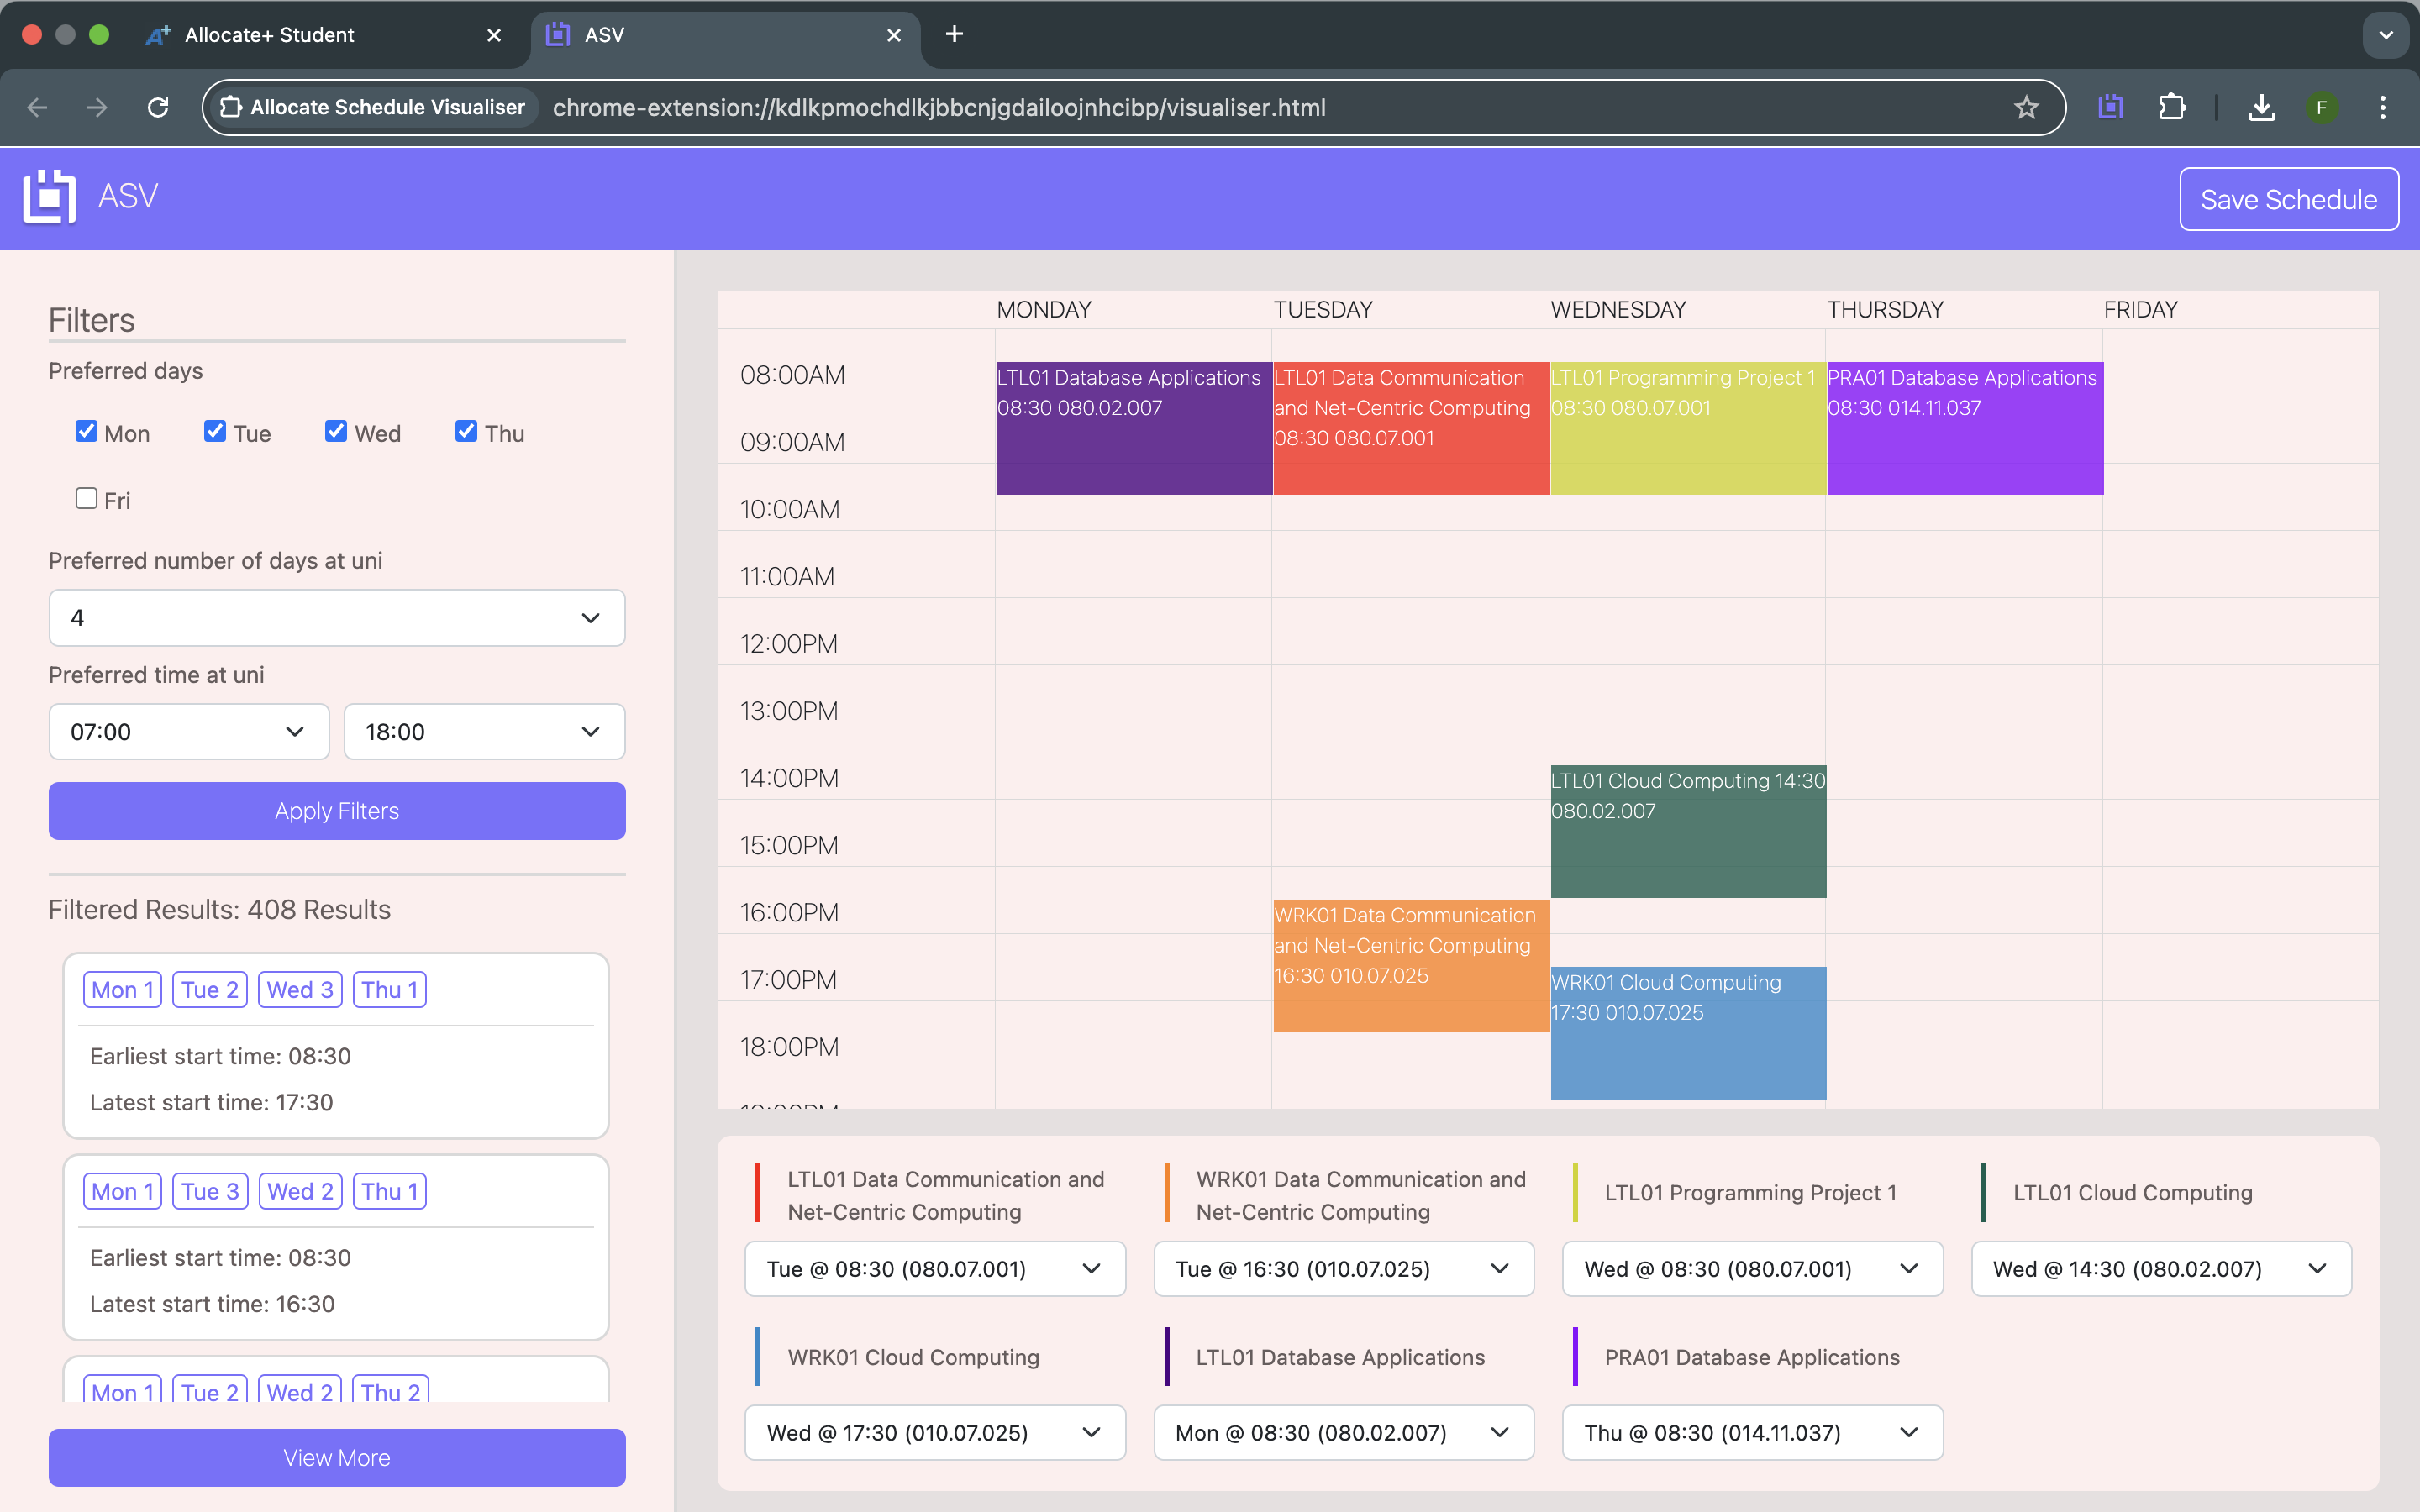 Allocate+ Student
ASV
Allocate Schedule Visualiser
chrome-extension://kdlkpmochdlkjbbcnjgdailoojnhcibp/visualiser.html
F
ASV
Save Schedule
Filters
Preferred days
Mon Tue Wed Thu
Fri
Preferred number of days at uni
4
Preferred time at uni
07:00 18:00
Apply Filters
Filtered Results: 408 Results
Mon 1 Tue 2 Wed 3 Thu 1
Earliest start time: 08:30
Latest start time: 17:30
Mon 1 Tue 3 Wed 2 Thu 1
Earliest start time: 08:30
Latest start time: 16:30
Mon 1 Tue 2 Wed 2 Thu 2
View More
MONDAY TUESDAY WEDNESDAY THURSDAY FRIDAY
08:00AM
09:00AM
10:00AM
11:00AM
12:00PM
13:00PM
14:00PM
15:00PM
16:00PM
17:00PM
18:00PM
LTL01 Database Applications
08:30 080.02.007
LTL01 Data Communication
and Net-Centric Computing
08:30 080.07.001
LTL01 Programming Project 1
08:30 080.07.001
PRA01 Database Applications
08:30 014.11.037
LTL01 Cloud Computing 14:30
080.02.007
WRK01 Data Communication
and Net-Centric Computing
16:30 010.07.025
WRK01 Cloud Computing
17:30 010.07.025
LTL01 Data Communication and
Net-Centric Computing
Tue @ 08:30 (080.07.001)
WRK01 Data Communication and
Net-Centric Computing
Tue @ 16:30 (010.07.025)
LTL01 Programming Project 1
Wed @ 08:30 (080.07.001)
LTL01 Cloud Computing
Wed @ 14:30 (080.02.007)
WRK01 Cloud Computing
Wed @ 17:30 (010.07.025)
LTL01 Database Applications
Mon @ 08:30 (080.02.007)
PRA01 Database Applications
Thu @ 08:30 (014.11.037)